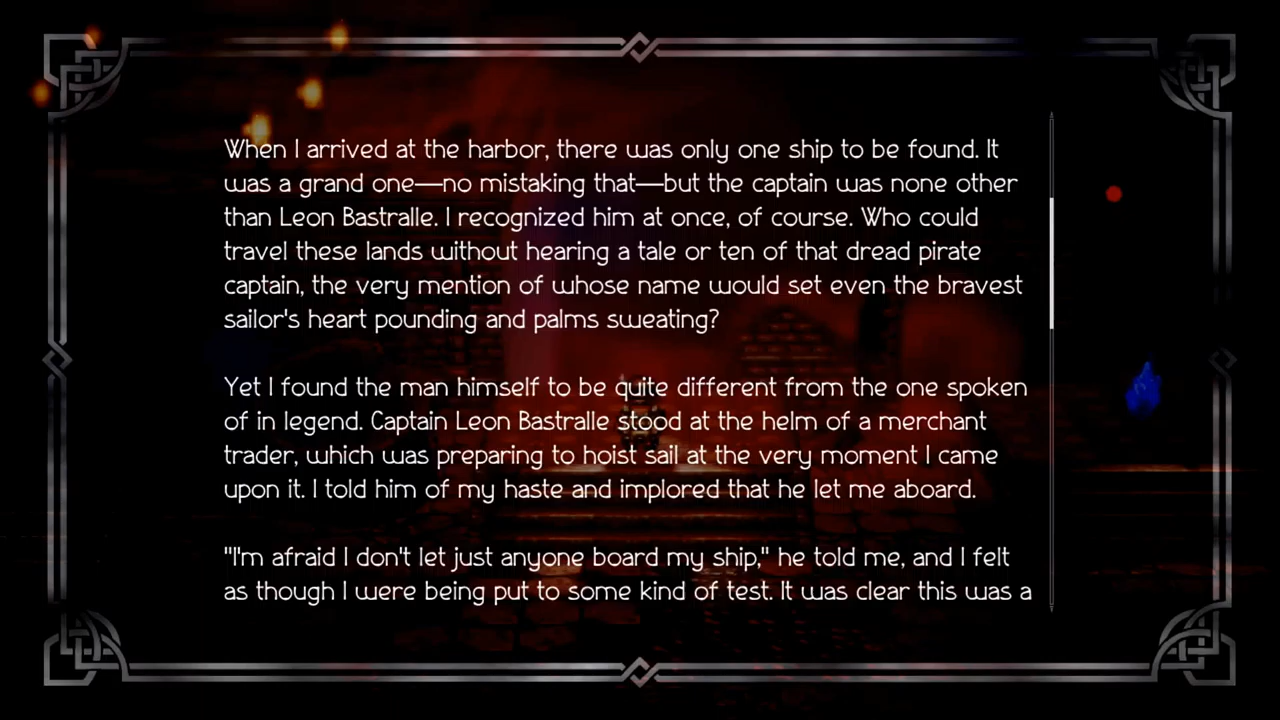 When I arrived at the harbor, there was only one ship to be found. It
was a grand one—no mistaking that—but the captain was none other
than Leon Bastralle. I recognized him at once, of course. Who could
travel these lands without hearing a tale or ten of that dread pirate
captain, the very mention of whose name would set even the bravest
sailor's heart pounding and palms sweating?
Yet I found the man himself to be quite different from the one spoken
of in legend. Captain Leon Bastralle stood at the helm of a merchant
trader, which was preparing to hoist sail at the very moment I came
upon it. I told him of my haste and implored that he let me aboard.
"I'm afraid I don't let just anyone board my ship," he told me, and I felt
as though I were being put to some kind of test. It was clear this was a